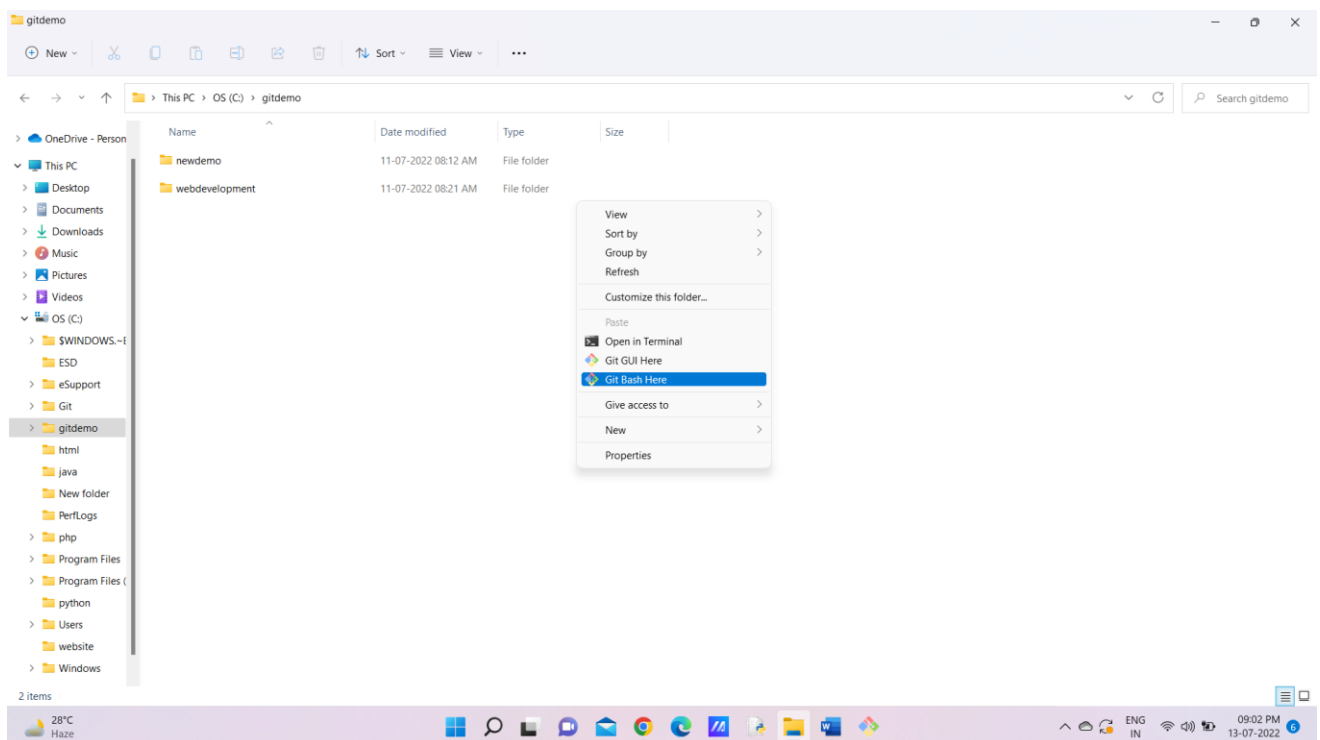 gitdemo
New
Sort
View
This PC
OS (C:)
gitdemo
Search gitdemo
OneDrive - Person
This PC
Desktop
Documents
Downloads
Music
Pictures
Videos
OS (C:)
$WINDOWS.~E
ESD
eSupport
Git
gitdemo
html
java
New folder
PerfLogs
php
Program Files
Program Files (
python
Users
website
Windows
Name Date modified Type Size
newdemo 11-07-2022 08:12 AM File folder
webdevelopment 11-07-2022 08:21 AM File folder
View
Sort by
Group by
Refresh
Customize this folder...
Paste
Open in Terminal
Git GUI Here
Git Bash Here
Give access to
New
Properties
2 items
28°C
Haze
ENG
IN
09:02 PM
13-07-2022
6